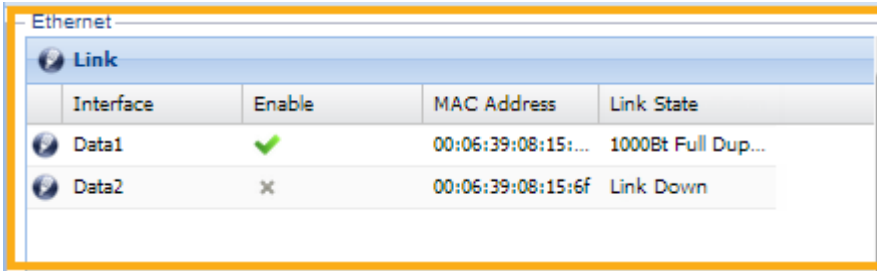 Ethernet
Link
Interface Enable MAC Address Link State
Data1 00:06:39:08:15:... 1000Bt Full Dup...
Data2 00:06:39:08:15:6f Link Down